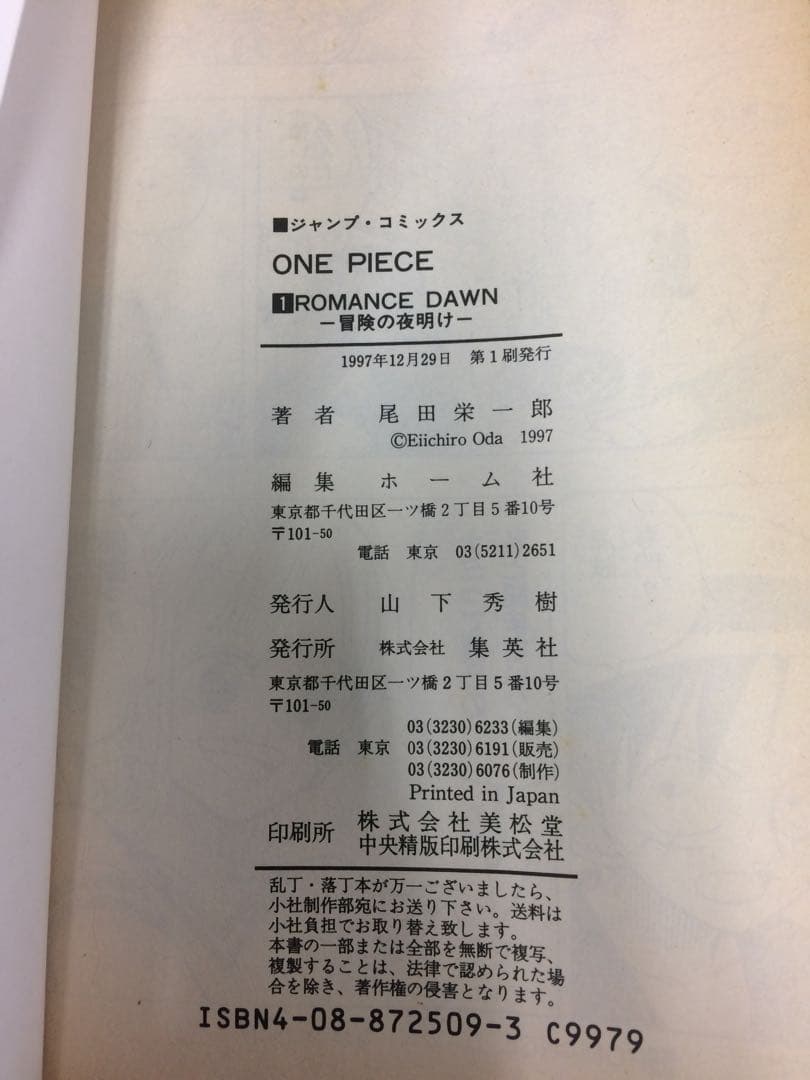 ■ジャンプ・コミックス
ONE PIECE
1 ROMANCE DAWN
ー冒険の夜明けー
1997年12月29日 第1刷発行
著者 尾田栄一郎
©Eiichiro Oda 1997
編集 ホーム社
東京都千代田区一ツ橋2丁目5番10号
〒101-50
電話 東京 03(5211)2651
発行人 山下秀樹
発行所 株式会社 集英社
東京都千代田区一ツ橋2丁目5番10号
〒101-50
03(3230)6233(編集)
電話 東京 03(3230)6191(販売)
03(3230)6076(制作)
Printed in Japan
印刷所 株式会社美松堂
中央精版印刷株式会社
乱丁・落丁本が万一ございましたら、
小社制作部宛にお送り下さい。送料は
小社負担でお取り替え致します。
本書の一部または全部を無断で複写、
複製することは、法律で認められた場
合を除き、著作権の侵害となります。
ISBN4-08-872509-3 C9979